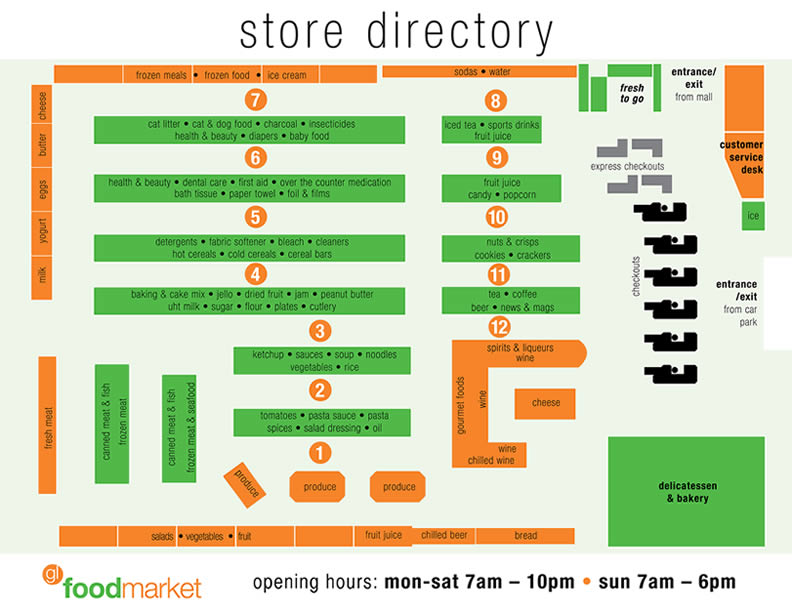 store directory
frozen meals • frozen food • ice cream
sodas • water
fresh
to go
entrance/
exit
from mall
cheese
butter
eggs
yogurt
milk
7
8
cat litter • cat & dog food • charcoal • insecticides
health & beauty • diapers • baby food
iced tea • sports drinks
fruit juice
customer
service
desk
express checkouts
6
9
health & beauty • dental care • first aid • over the counter medication
bath tissue • paper towel • foil & films
fruit juice
candy • popcorn
5
10
ice
detergents • fabric softener • bleach • cleaners
hot cereals • cold cereals • cereal bars
nuts & crisps
cookies • crackers
checkouts
4
11
entrance
/exit
from car
park
baking & cake mix • jello • dried fruit • jam • peanut butter
uht milk • sugar • flour • plates • cutlery
tea • coffee
beer • news & mags
3
12
ketchup • sauces • soup • noodles
vegetables • rice
spirits & liqueurs
wine
gourmet foods
wine
cheese
wine
chilled wine
fresh meat
canned meat & fish
frozen meat
canned meat & fish
frozen meat & seafood
2
tomatoes • pasta sauce • pasta
spices • salad dressing • oil
1
produce
produce
produce
delicatessen
& bakery
salads • vegetables • fruit
fruit juice
chilled beer
bread
gl
foodmarket
opening hours: mon-sat 7am – 10pm • sun 7am – 6pm